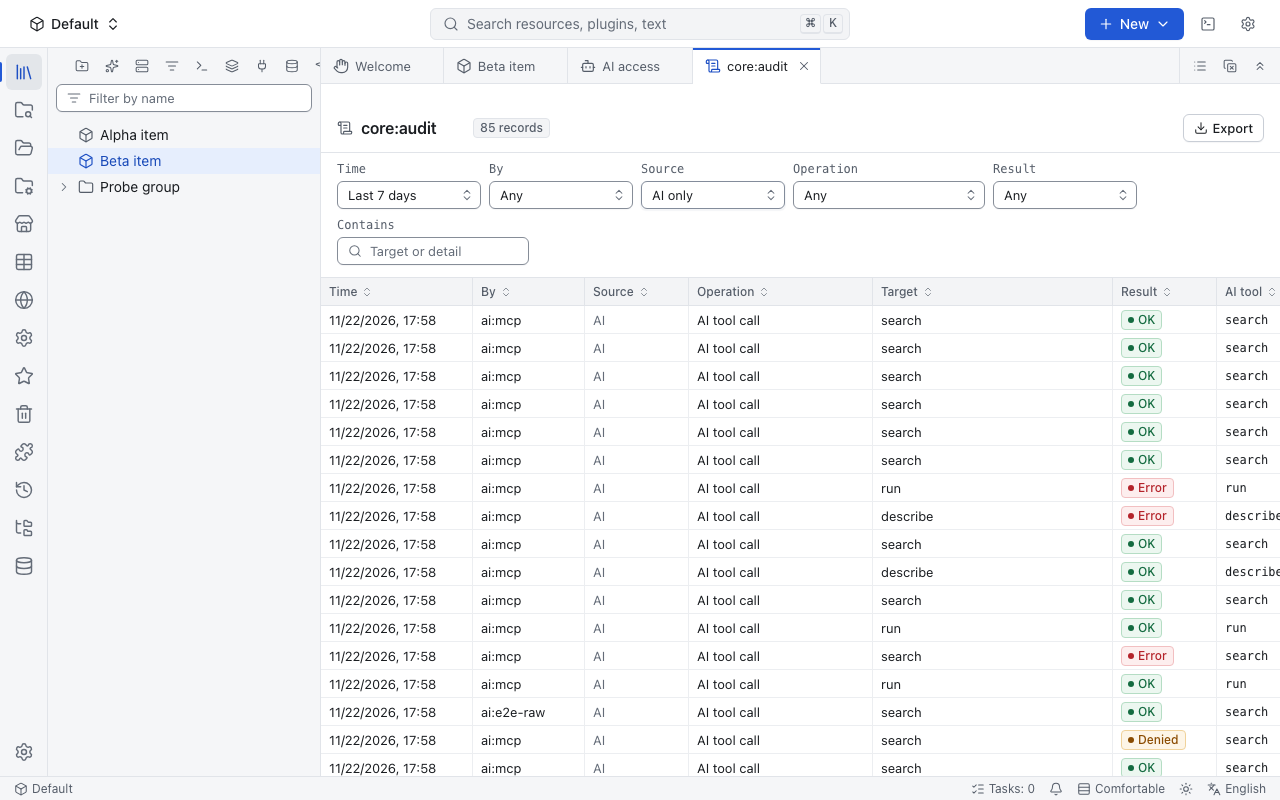 Default
Search resources, plugins, text
⌘ K
New
Welcome
Beta item
AI access
core:audit
Filter by name
Alpha item
Beta item
Probe group
core:audit
85 records
Export
Time By Source Operation Result
Last 7 days Any AI only Any Any
Contains
Target or detail
Time By Source Operation Target Result AI tool
11/22/2026, 17:58 ai:mcp AI AI tool call search OK search
11/22/2026, 17:58 ai:mcp AI AI tool call search OK search
11/22/2026, 17:58 ai:mcp AI AI tool call search OK search
11/22/2026, 17:58 ai:mcp AI AI tool call search OK search
11/22/2026, 17:58 ai:mcp AI AI tool call search OK search
11/22/2026, 17:58 ai:mcp AI AI tool call search OK search
11/22/2026, 17:58 ai:mcp AI AI tool call run Error run
11/22/2026, 17:58 ai:mcp AI AI tool call describe Error describe
11/22/2026, 17:58 ai:mcp AI AI tool call search OK search
11/22/2026, 17:58 ai:mcp AI AI tool call describe OK describe
11/22/2026, 17:58 ai:mcp AI AI tool call search OK search
11/22/2026, 17:58 ai:mcp AI AI tool call run OK run
11/22/2026, 17:58 ai:mcp AI AI tool call search Error search
11/22/2026, 17:58 ai:mcp AI AI tool call run OK run
11/22/2026, 17:58 ai:e2e-raw AI AI tool call search OK search
11/22/2026, 17:58 ai:mcp AI AI tool call search Denied search
11/22/2026, 17:58 ai:mcp AI AI tool call search OK search
Default
Tasks: 0
Comfortable
English